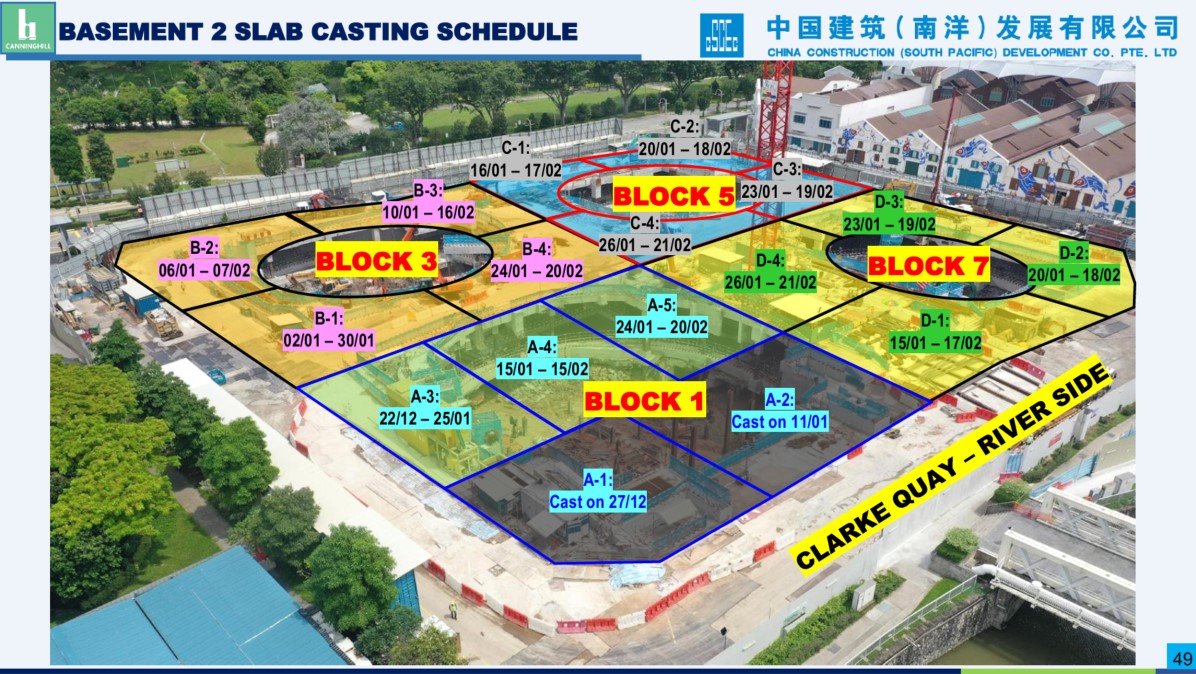 CANNINGHILL
BASEMENT 2 SLAB CASTING SCHEDULE
CSCEC
中国建筑（南洋）发展有限公司
CHINA CONSTRUCTION (SOUTH PACIFIC) DEVELOPMENT CO. PTE. LTD
C-2:
20/01 – 18/02
C-1:
16/01 – 17/02
C-3:
23/01 – 19/02
BLOCK 5
C-4:
26/01 – 21/02
B-3:
10/01 – 16/02
B-2:
06/01 – 07/02
BLOCK 3
B-4:
24/01 – 20/02
B-1:
02/01 – 30/01
D-3:
23/01 – 19/02
D-4:
26/01 – 21/02
BLOCK 7
D-2:
20/01 – 18/02
D-1:
15/01 – 17/02
A-5:
24/01 – 20/02
A-4:
15/01 – 15/02
A-3:
22/12 – 25/01
BLOCK 1
A-2:
Cast on 11/01
A-1:
Cast on 27/12
CLARKE QUAY – RIVER SIDE
49